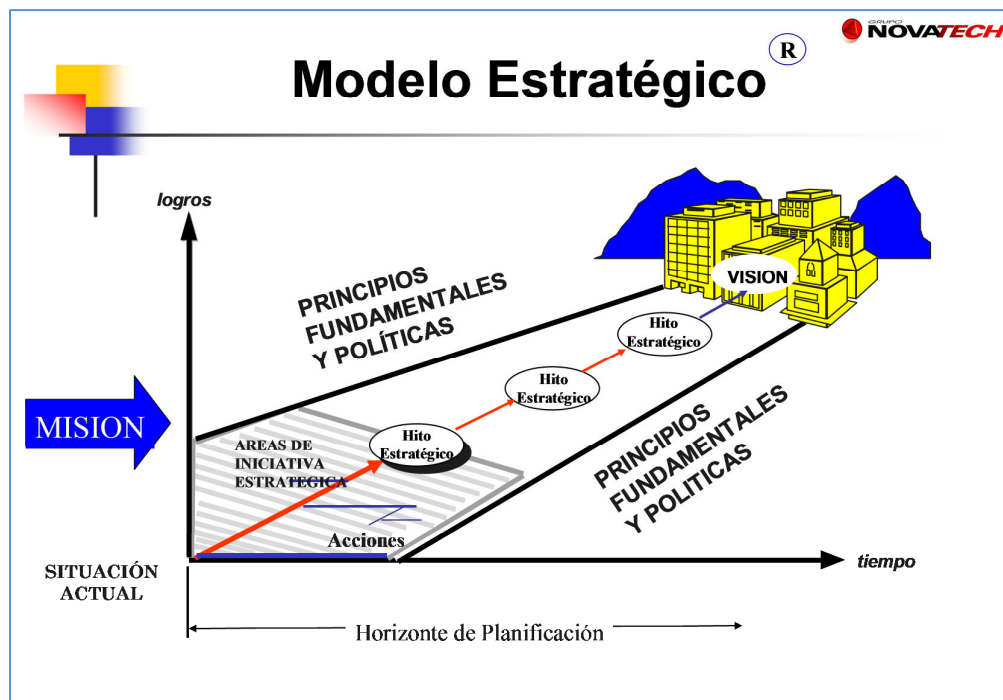 GRUPO
NOVATECH
Modelo Estratégico
R
logros
PRINCIPIOS
FUNDAMENTALES
Y POLÍTICAS
VISION
Hito
Estratégico
Hito
Estratégico
Hito
Estratégico
MISION
AREAS DE
INICIATIVA
ESTRATEGICA
Acciones
PRINCIPIOS
FUNDAMENTALES
Y POLITICAS
tiempo
SITUACIÓN
ACTUAL
Horizonte de Planificación